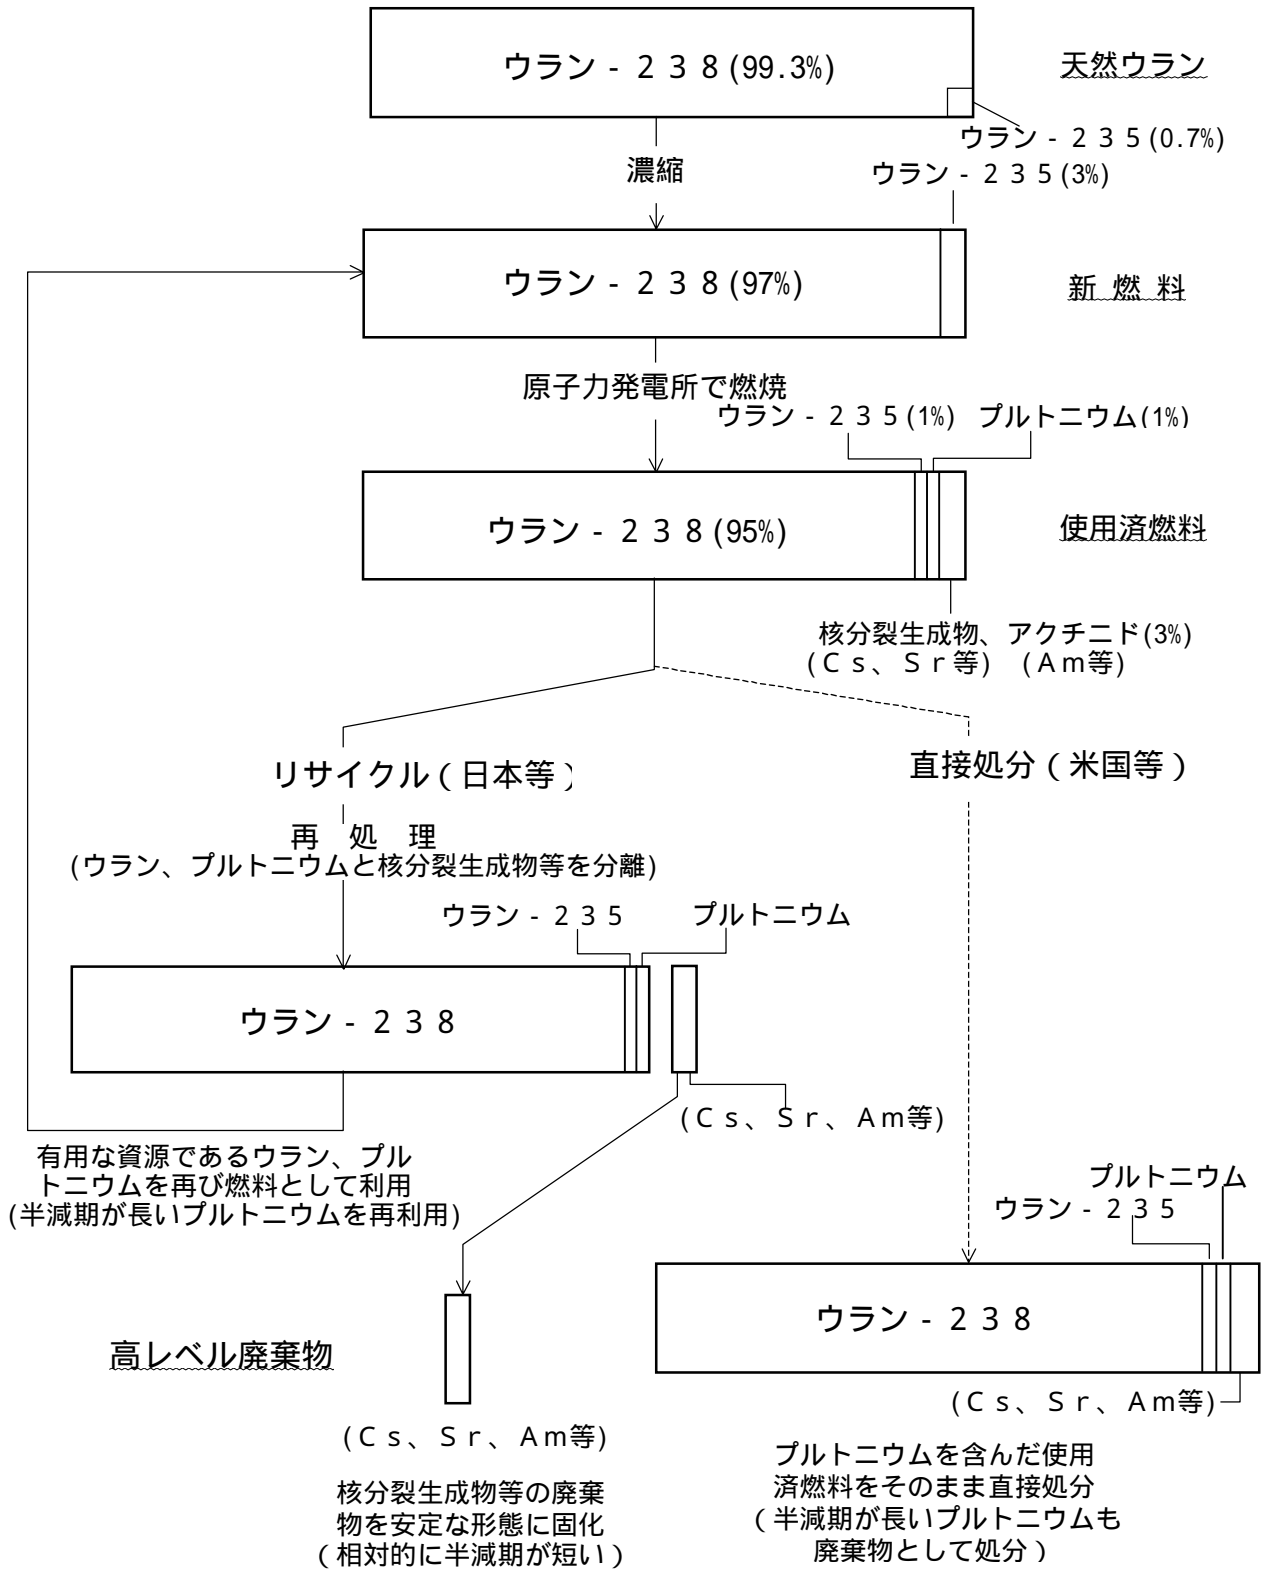 ウラン - ２３８(99.3%)
天然ウラン
ウラン - ２３５(0.7%)
濃縮
ウラン - ２３５(3%)
ウラン - ２３８(97%)
新 燃 料
原子力発電所で燃焼
ウラン - ２３５(1%)
プルトニウム(1%)
ウラン - ２３８(95%)
使用済燃料
核分裂生成物、アクチニド(3%)
(Ｃｓ、Ｓｒ等) (Ａｍ等)
リサイクル（日本等）
直接処分（米国等）
再 処 理
(ウラン、プルトニウムと核分裂生成物等を分離)
ウラン - ２３５
プルトニウム
ウラン - ２３８
(Ｃｓ、Ｓｒ、Ａｍ等)
有用な資源であるウラン、プル
トニウムを再び燃料として利用
(半減期が長いプルトニウムを再利用)
プルトニウム
ウラン - ２３５
ウラン - ２３８
高レベル廃棄物
(Ｃｓ、Ｓｒ、Ａｍ等)
(Ｃｓ、Ｓｒ、Ａｍ等)
核分裂生成物等の廃棄
物を安定な形態に固化
（相対的に半減期が短い）
プルトニウムを含んだ使用
済燃料をそのまま直接処分
（半減期が長いプルトニウムも
廃棄物として処分）